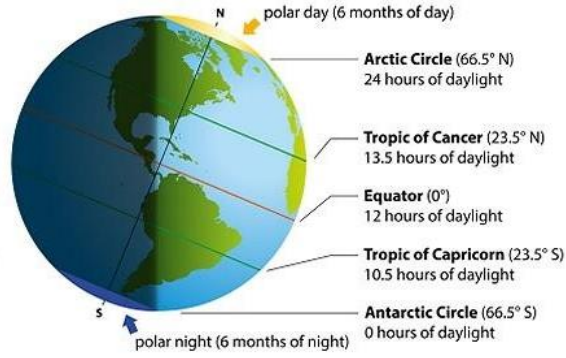 N
polar day (6 months of day)
Arctic Circle (66.5° N)
24 hours of daylight
Tropic of Cancer (23.5° N)
13.5 hours of daylight
Equator (0°)
12 hours of daylight
Tropic of Capricorn (23.5° S)
10.5 hours of daylight
Antarctic Circle (66.5° S)
0 hours of daylight
S
polar night (6 months of night)